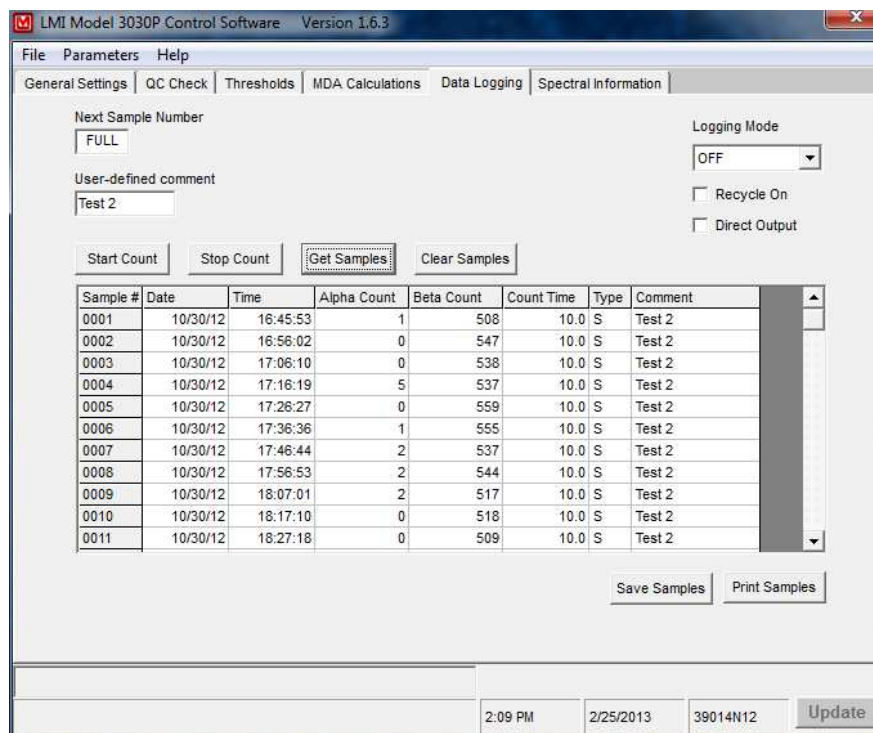 LMI Model 3030P Control Software Version 1.6.3
File Parameters Help
General Settings QC Check Thresholds MDA Calculations Data Logging Spectral Information
Next Sample Number
FULL
Logging Mode
OFF
User-defined comment
Test 2
Recycle On
Direct Output
Start Count Stop Count Get Samples Clear Samples
Sample # Date Time Alpha Count Beta Count Count Time Type Comment
0001 10/30/12 16:45:53 1 508 10.0 S Test 2
0002 10/30/12 16:56:02 0 547 10.0 S Test 2
0003 10/30/12 17:06:10 0 538 10.0 S Test 2
0004 10/30/12 17:16:19 5 537 10.0 S Test 2
0005 10/30/12 17:26:27 0 559 10.0 S Test 2
0006 10/30/12 17:36:36 1 555 10.0 S Test 2
0007 10/30/12 17:46:44 2 537 10.0 S Test 2
0008 10/30/12 17:56:53 2 544 10.0 S Test 2
0009 10/30/12 18:07:01 2 517 10.0 S Test 2
0010 10/30/12 18:17:10 0 518 10.0 S Test 2
0011 10/30/12 18:27:18 0 509 10.0 S Test 2
Save Samples Print Samples
2:09 PM 2/25/2013 39014N12 Update